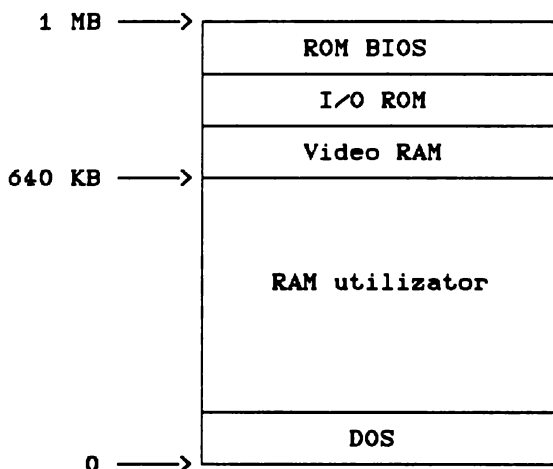 1 MB
ROM BIOS
I/O ROM
Video RAM
640 KB
RAM utilizator
DOS
0